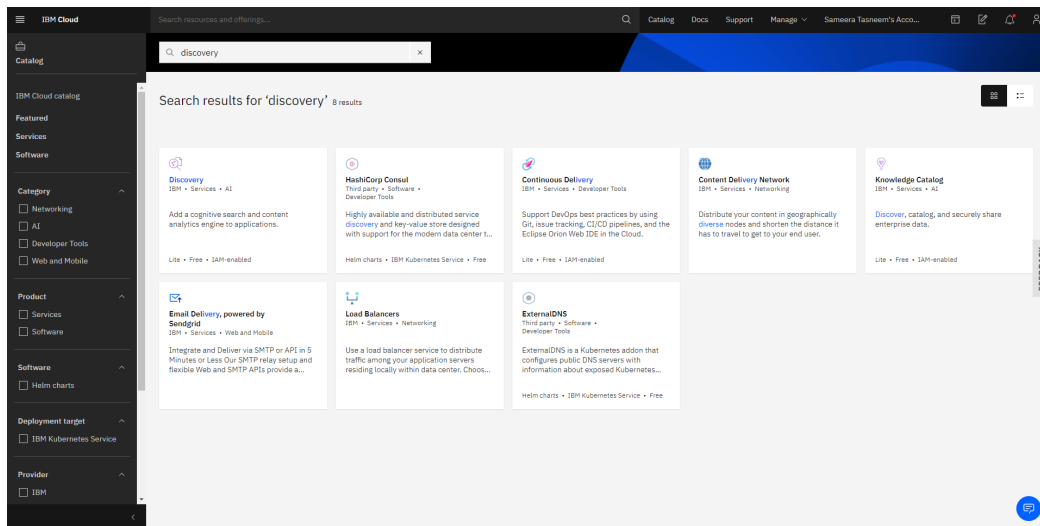 IBM Cloud
Search resources and offerings...
Catalog
Docs
Support
Manage
Sameera Tasneem's Acco...
Catalog
discovery
IBM Cloud catalog
Featured
Services
Software
Category
Networking
AI
Developer Tools
Web and Mobile
Product
Services
Software
Software
Helm charts
Deployment target
IBM Kubernetes Service
Provider
IBM
Search results for ‘discovery’ 8 results
Discovery
IBM • Services • AI
Add a cognitive search and content
analytics engine to applications.
Lite • Free • IAM-enabled
HashiCorp Consul
Third party • Software •
Developer Tools
Highly available and distributed service
discovery and key-value store designed
with support for the modern data center t...
Helm charts • IBM Kubernetes Service • Free
Continuous Delivery
IBM • Services • Developer Tools
Support DevOps best practices by using
Git, issue tracking, CI/CD pipelines, and the
Eclipse Orion Web IDE in the Cloud.
Lite • Free • IAM-enabled
Content Delivery Network
IBM • Services • Networking
Distribute your content in geographically
diverse nodes and shorten the distance it
has to travel to get to your end user.
Knowledge Catalog
IBM • Services • AI
Discover, catalog, and securely share
enterprise data.
Lite • Free • IAM-enabled
Email Delivery, powered by
Sendgrid
IBM • Services • Web and Mobile
Integrate and Deliver via SMTP or API in 5
Minutes or Less Our SMTP relay setup and
flexible Web and SMTP APIs provide a...
Load Balancers
IBM • Services • Networking
Use a load balancer service to distribute
traffic among your application servers
residing locally within data center. Choos...
ExternalDNS
Third party • Software •
Developer Tools
ExternalDNS is a Kubernetes addon that
configures public DNS servers with
information about exposed Kubernetes...
Helm charts • IBM Kubernetes Service • Free